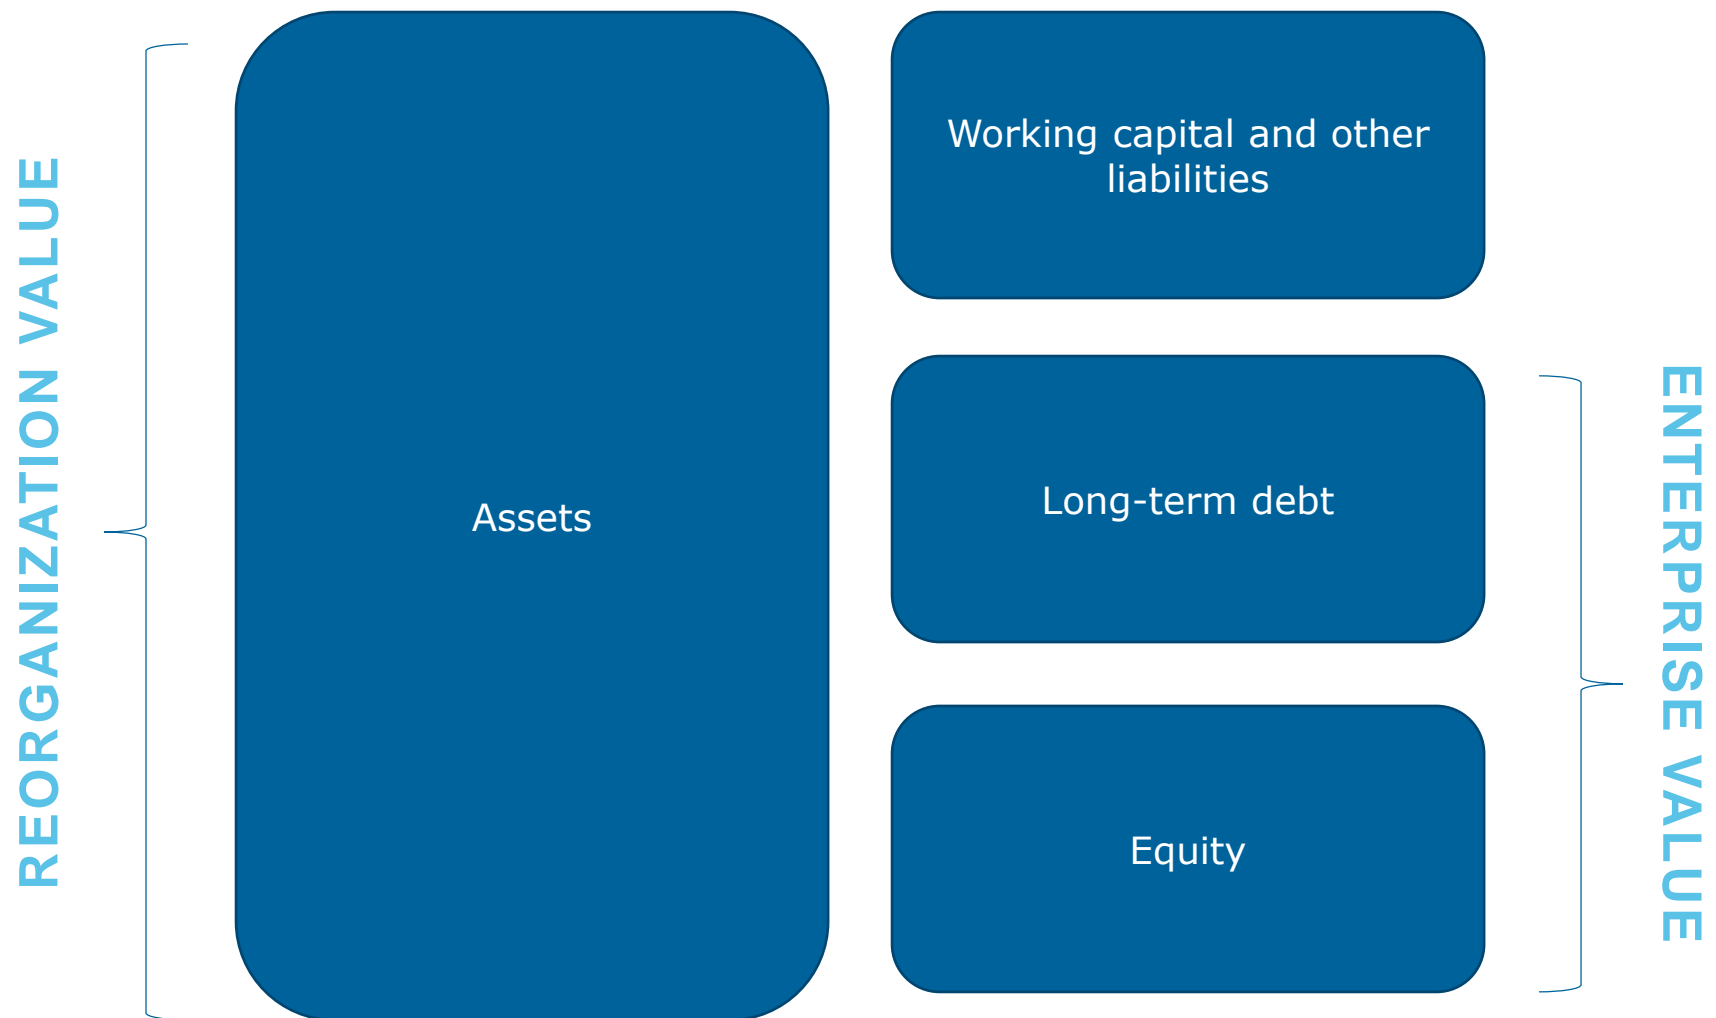 REORGANIZATION VALUE
Assets
Working capital and other
liabilities
Long-term debt
Equity
ENTERPRISE VALUE